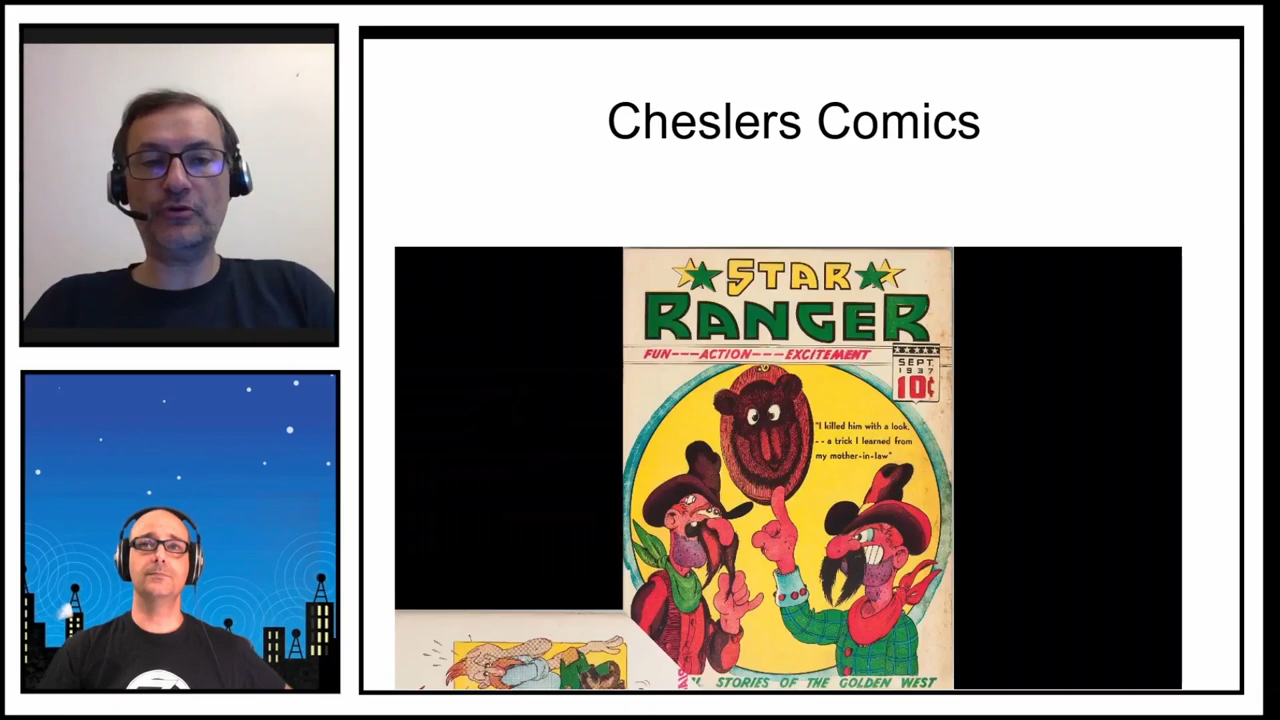 Cheslers Comics
STAR
RANGER
FUN---ACTION---EXCITEMENT
SEPT.
1937
10¢
"I killed him with a look,
-- a trick I learned from
my mother-in-law"
STORIES OF THE GOLDEN WEST